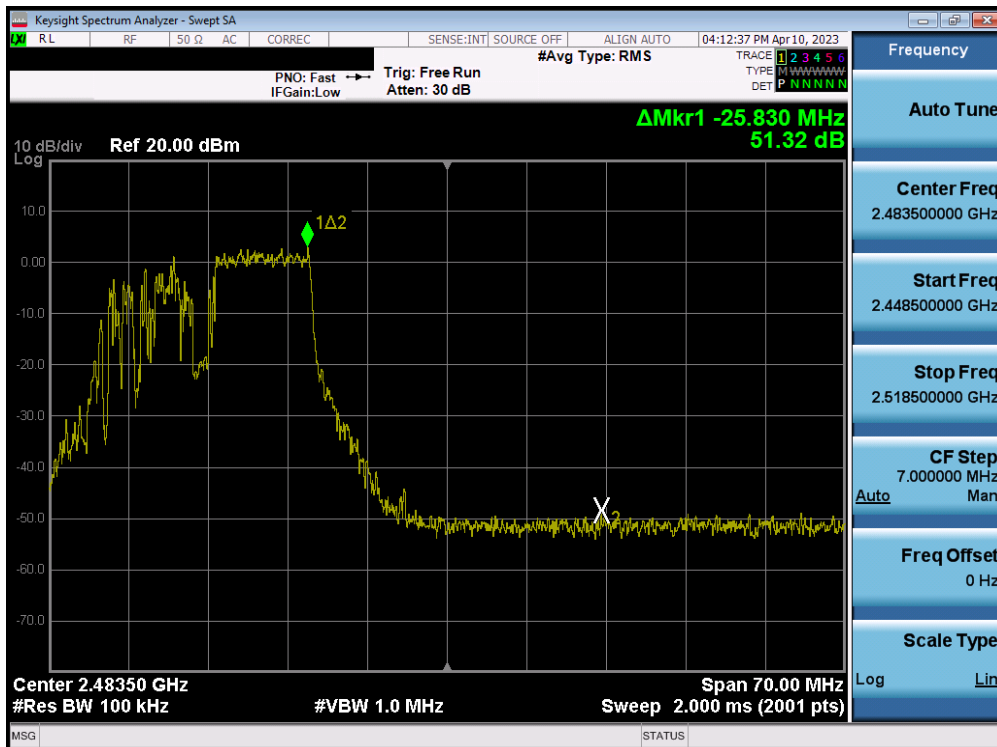 Keysight Spectrum Analyzer - Swept SA
LXI RL RF 50 Ω AC CORREC SENSE:INT SOURCE OFF ALIGN AUTO 04:12:37 PM Apr 10, 2023
PNO: Fast
IFGain:Low
Trig: Free Run
Atten: 30 dB
#Avg Type: RMS
TRACE 1 2 3 4 5 6
TYPE M WWWWW
DET P N N N N N
ΔMkr1 -25.830 MHz
51.32 dB
10 dB/div
Log
Ref 20.00 dBm
10.0
0.00
-10.0
-20.0
-30.0
-40.0
-50.0
-60.0
-70.0
1Δ2
X2
Center 2.48350 GHz
Span 70.00 MHz
#Res BW 100 kHz
#VBW 1.0 MHz
Sweep 2.000 ms (2001 pts)
MSG
STATUS
Frequency
Auto Tune
Center Freq
2.483500000 GHz
Start Freq
2.448500000 GHz
Stop Freq
2.518500000 GHz
CF Step
7.000000 MHz
Auto Man
Freq Offset
0 Hz
Scale Type
Log Lin